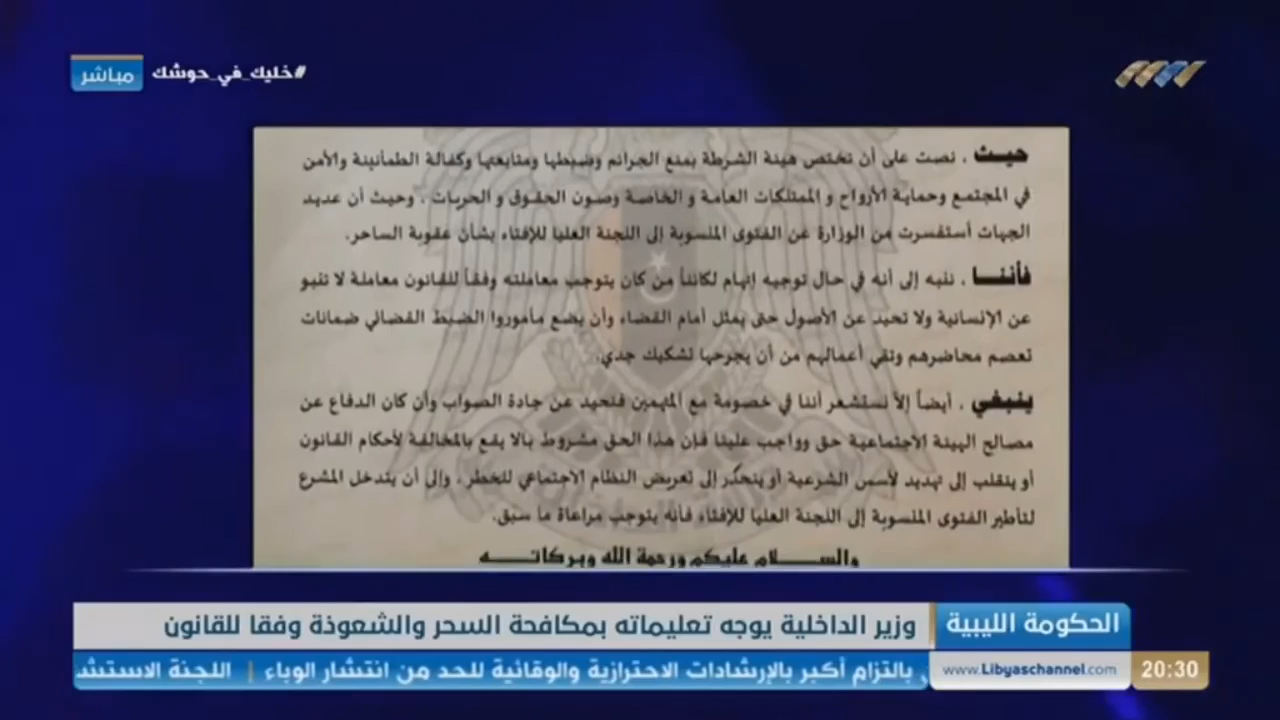 مباشر #خليك_في_حوشك
حيث ، نصت على أن تختص هيئة الشرطة بمنع الجرائم وضبطها ومتابعتها وكفالة الطمأنينة والأمن
في المجتمع وحماية الأرواح و الممتلكات العامة و الخاصة وصون الحقوق و الحريات ، وحيث أن عديد
الجهات أستفسرت من الوزارة عن الفتوى المنسوبة إلى اللجنة العليا للإفتاء بشأن عقوبة الساحر.
فأننا ، ننبه إلى أنه في حال توجيه إتهام لكائناً من كان يتوجب معاملته وفقاً للقانون معاملة لا تنبو
عن الإنسانية ولا تحيد عن الأصول حتى يمثل أمام القضاء وأن يضع مأموروا الضبط القضائي ضمانات
تعصم محاضرهم وتقي أعمالهم من أن يجرحها تشكيك جدي.
ينبغي ، أيضاً إلا نستشعر أننا في خصومة مع المتهمين فنحيد عن جادة الصواب وأن كان الدفاع عن
مصالح الهيئة الاجتماعية حق وواجب علينا فإن هذا الحق مشروط بالا يقع بالمخالفة لأحكام القانون
أو ينقلب إلى تهديد لأسس الشرعية أو ينحدر إلى تعريض النظام الاجتماعي للخطر ، وإلى أن يتدخل المشرع
لتأطير الفتوى المنسوبة إلى اللجنة العليا للإفتاء فأنه يتوجب مراعاة ما سبق.
والسلام عليكم ورحمة الله وبركاته
الحكومة الليبية
وزير الداخلية يوجه تعليماته بمكافحة السحر والشعوذة وفقا للقانون
بالتزام أكبر بالإرشادات الاحترازية والوقائية للحد من انتشار الوباء | اللجنة الاستشـ
www.Libyaschannel.com
20:30